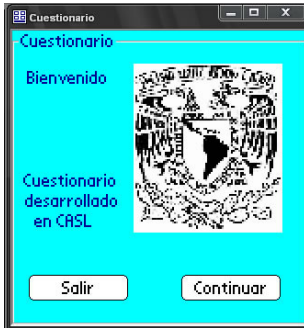 Cuestionario
Cuestionario
Bienvenido
Cuestionario
desarrollado
en CASL
Salir
Continuar